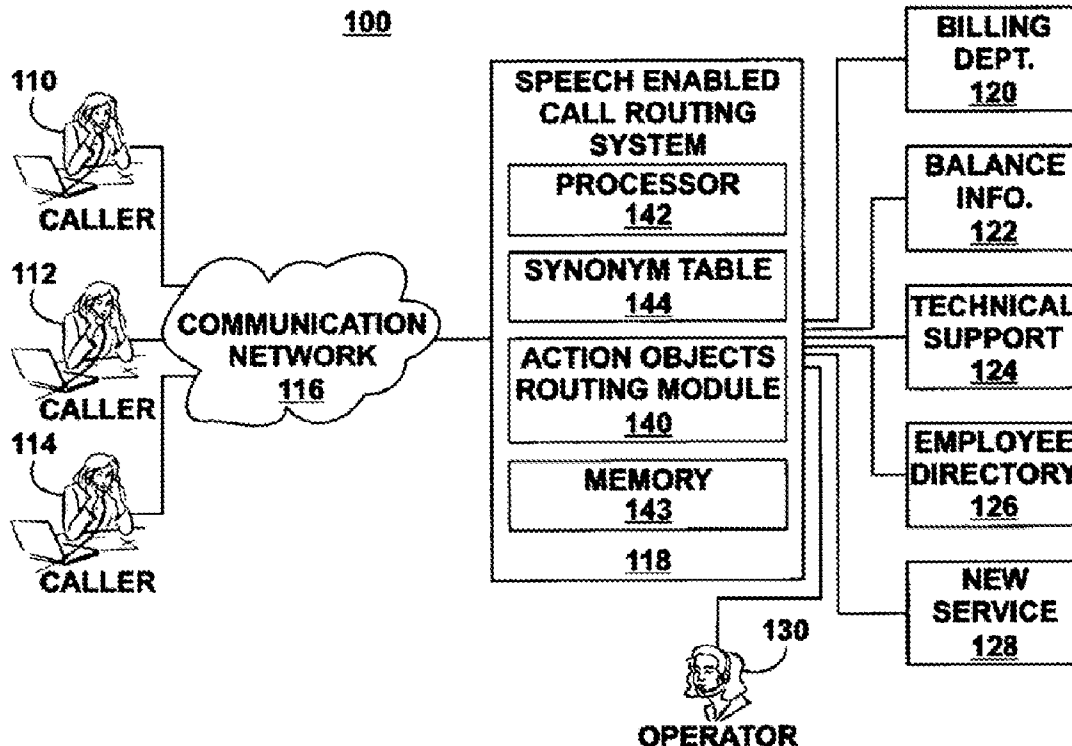 100
110
CALLER
112
CALLER
114
CALLER
COMMUNICATION
NETWORK
116
SPEECH ENABLED
CALL ROUTING
SYSTEM
PROCESSOR
142
SYNONYM TABLE
144
ACTION OBJECTS
ROUTING MODULE
140
MEMORY
143
118
130
OPERATOR
BILLING
DEPT.
120
BALANCE
INFO.
122
TECHNICAL
SUPPORT
124
EMPLOYEE
DIRECTORY
126
NEW
SERVICE
128